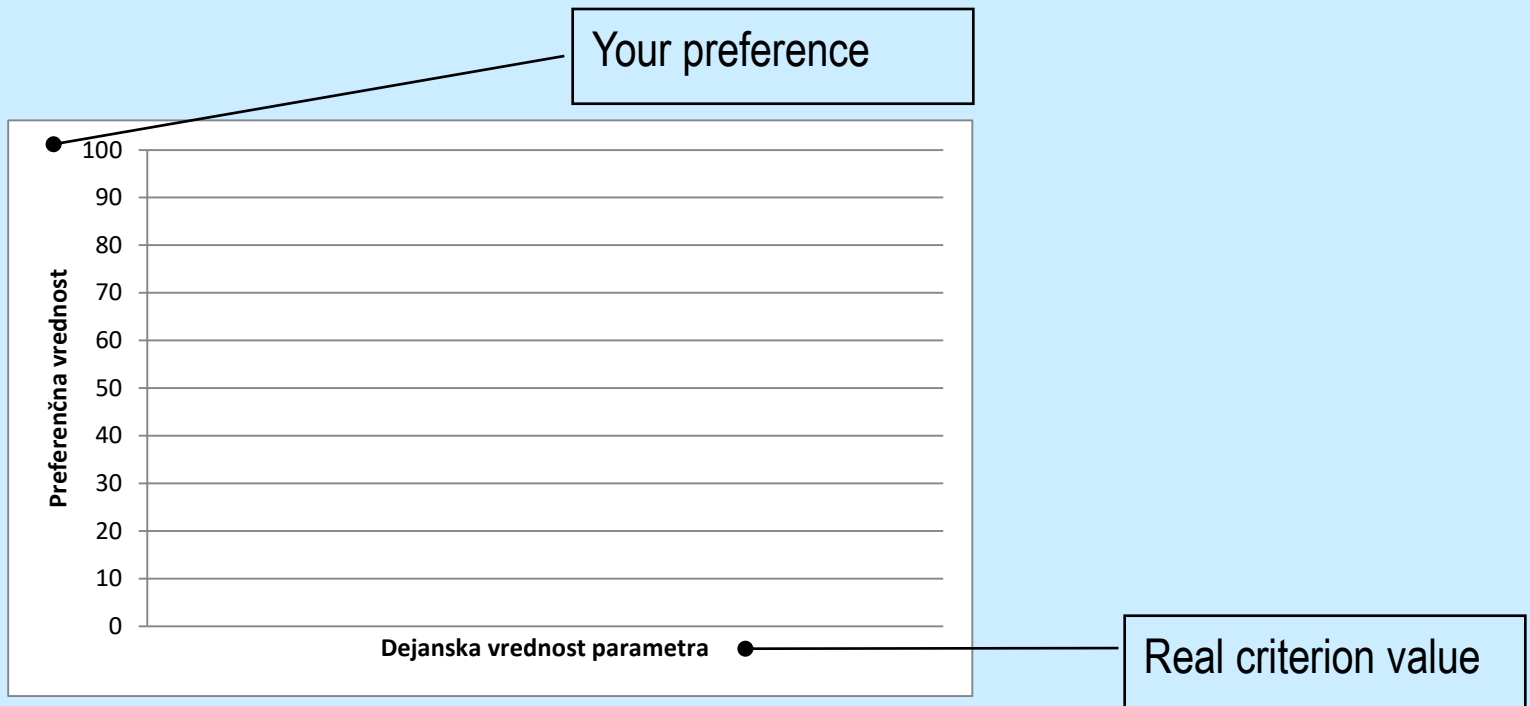 Your preference
100
90
80
70
60
50
40
30
20
10
0
Preferenčna vrednost
Dejanska vrednost parametra
Real criterion value